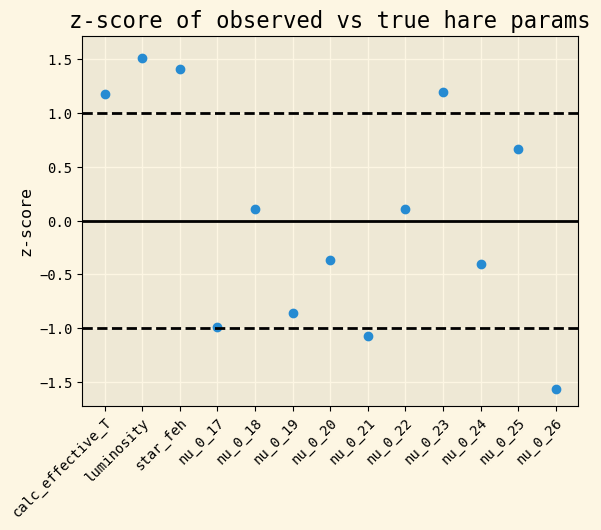 z-score of observed vs true hare params
z-score
1.5
1.0
0.5
0.0
−0.5
−1.0
−1.5
calc_effective_T
luminosity
star_feh
nu_0_17
nu_0_18
nu_0_19
nu_0_20
nu_0_21
nu_0_22
nu_0_23
nu_0_24
nu_0_25
nu_0_26